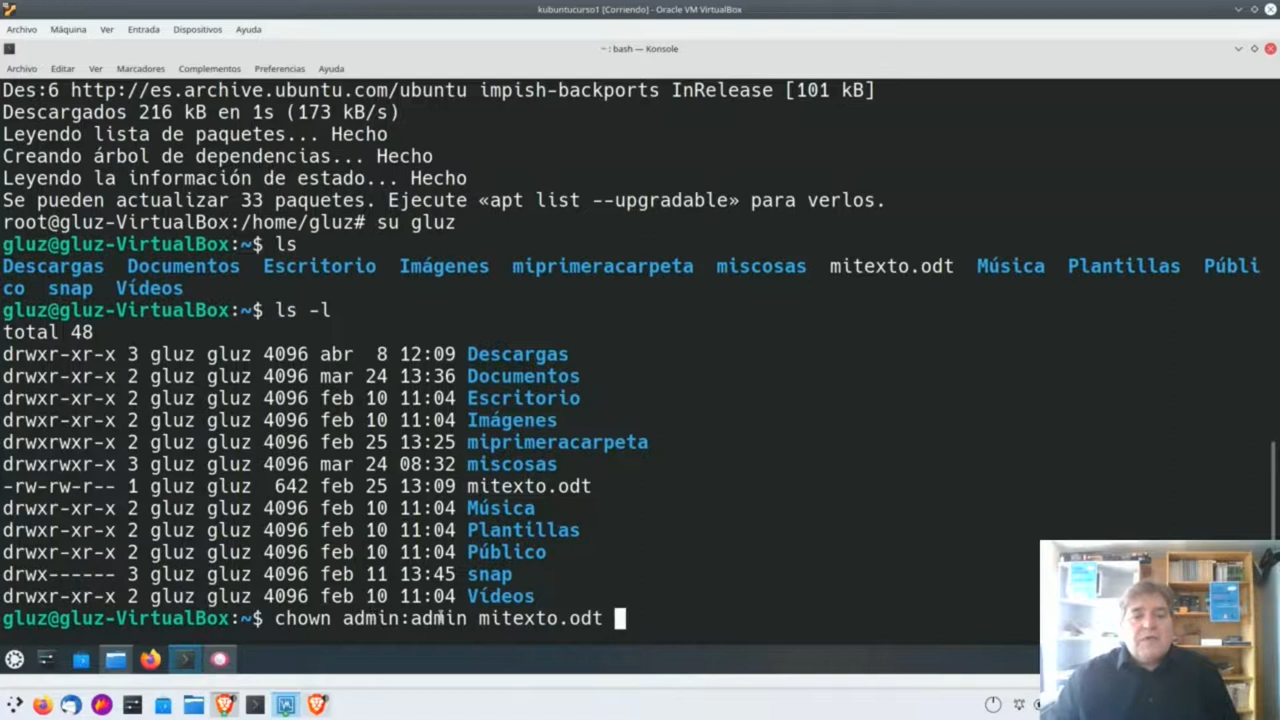 kubuntucurso1 [Corriendo] - Oracle VM VirtualBox
Archivo Máquina Ver Entrada Dispositivos Ayuda
~ : bash — Konsole
Archivo Editar Ver Marcadores Complementos Preferencias Ayuda
Des:6 http://es.archive.ubuntu.com/ubuntu impish-backports InRelease [101 kB]
Descargados 216 kB en 1s (173 kB/s)
Leyendo lista de paquetes... Hecho
Creando árbol de dependencias... Hecho
Leyendo la información de estado... Hecho
Se pueden actualizar 33 paquetes. Ejecute «apt list --upgradable» para verlos.
root@gluz-VirtualBox:/home/gluz# su gluz
gluz@gluz-VirtualBox:~$ ls
Descargas Documentos Escritorio Imágenes miprimeracarpeta miscosas mitexto.odt Música Plantillas Públi
co snap Vídeos
gluz@gluz-VirtualBox:~$ ls -l
total 48
drwxr-xr-x 3 gluz gluz 4096 abr  8 12:09 Descargas
drwxr-xr-x 2 gluz gluz 4096 mar 24 13:36 Documentos
drwxr-xr-x 2 gluz gluz 4096 feb 10 11:04 Escritorio
drwxr-xr-x 2 gluz gluz 4096 feb 10 11:04 Imágenes
drwxrwxr-x 2 gluz gluz 4096 feb 25 13:25 miprimeracarpeta
drwxrwxr-x 3 gluz gluz 4096 mar 24 08:32 miscosas
-rw-rw-r-- 1 gluz gluz  642 feb 25 13:09 mitexto.odt
drwxr-xr-x 2 gluz gluz 4096 feb 10 11:04 Música
drwxr-xr-x 2 gluz gluz 4096 feb 10 11:04 Plantillas
drwxr-xr-x 2 gluz gluz 4096 feb 10 11:04 Público
drwx------ 3 gluz gluz 4096 feb 11 13:45 snap
drwxr-xr-x 2 gluz gluz 4096 feb 10 11:04 Vídeos
gluz@gluz-VirtualBox:~$ chown admin:admin mitexto.odt